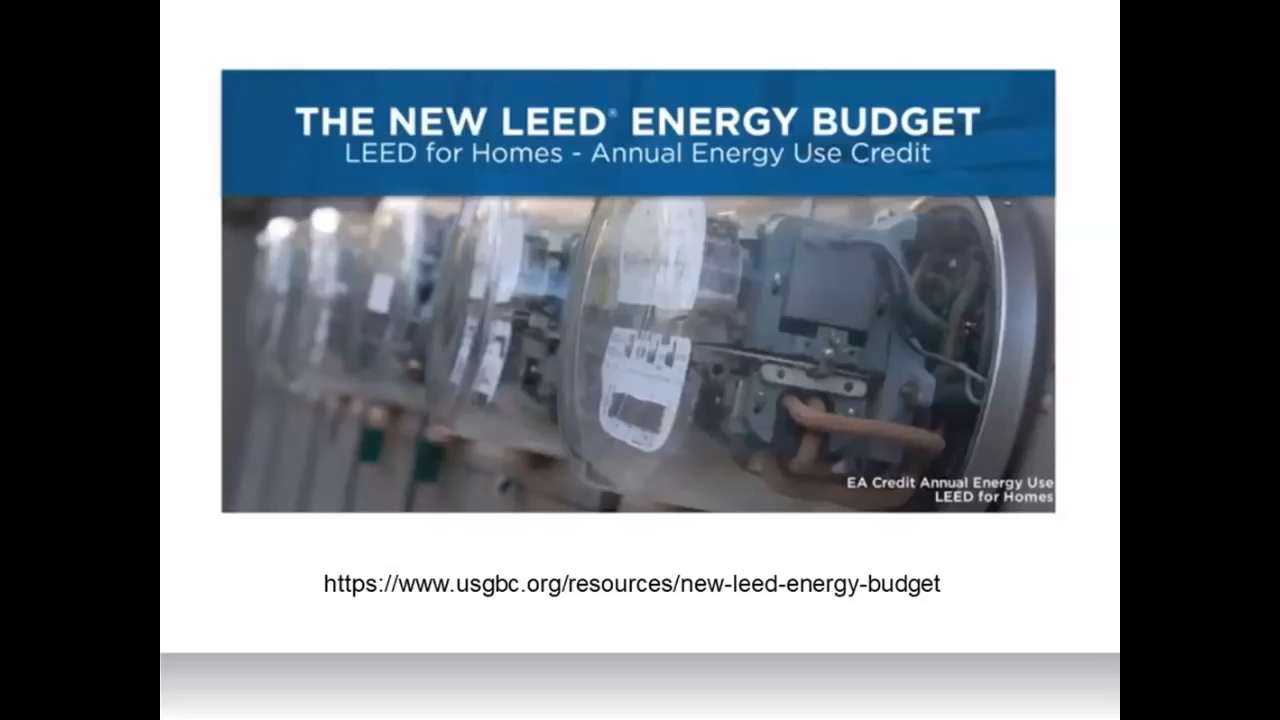 THE NEW LEED® ENERGY BUDGET
LEED for Homes - Annual Energy Use Credit
EA Credit Annual Energy Use
LEED for Homes
https://www.usgbc.org/resources/new-leed-energy-budget